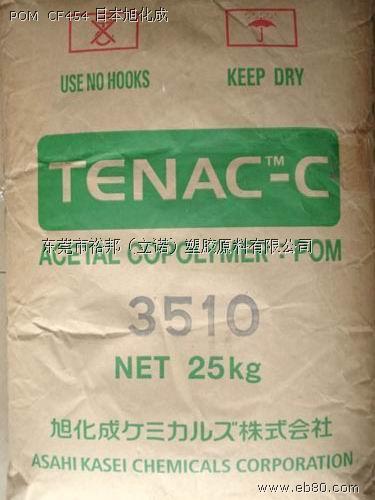 POM CF454 日本旭化成
USE NO HOOKS
KEEP DRY
TENAC™-C
东莞市裕邦（立诺）塑胶原料有限公司
ACETAL COPOLYMER : POM
3510
NET 25kg
旭化成ケミカルズ株式会社
ASAHI KASEI CHEMICALS CORPORATION
www.eb80.com